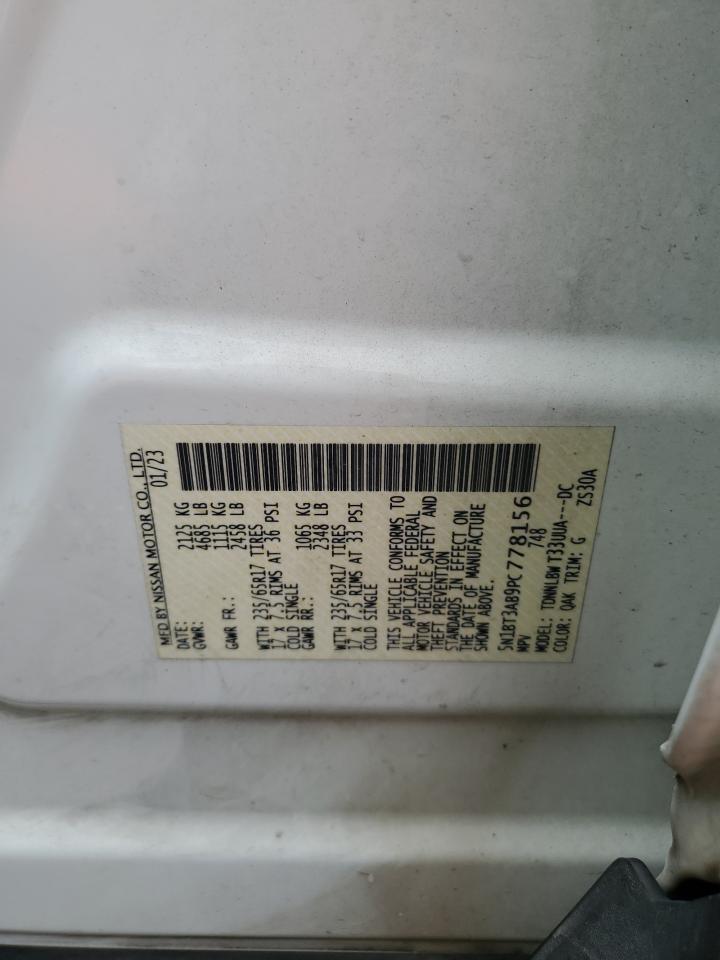 MFD BY NISSAN MOTOR CO., LTD.
DATE: 01/23
GVWR: 2125 KG
4685 LB
GAWR FR.: 1115 KG
2458 LB
WITH 235/65R17 TIRES
17 X 7.5 RIMS AT 36 PSI
COLD SINGLE
GAWR RR.: 1065 KG
2348 LB
WITH 235/65R17 TIRES
17 X 7.5 RIMS AT 33 PSI
COLD SINGLE
THIS VEHICLE CONFORMS TO
ALL APPLICABLE FEDERAL
MOTOR VEHICLE SAFETY AND
THEFT PREVENTION
STANDARDS IN EFFECT ON
THE DATE OF MANUFACTURE
SHOWN ABOVE.
5N1BT3AB9PC778156
MPV 748
MODEL: TDNNLBW T33UUA---DC
COLOR: QAK TRIM: G ZS30A